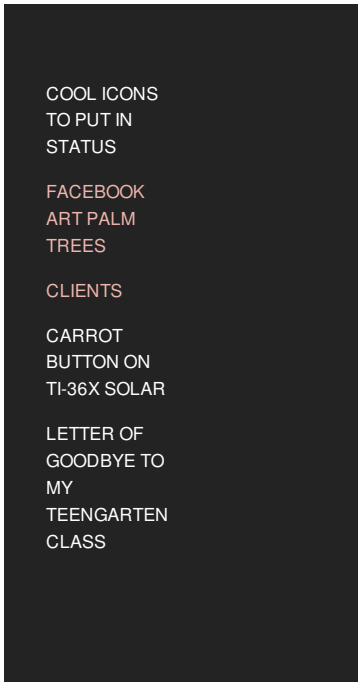 COOL ICONS
TO PUT IN
STATUS
FACEBOOK
ART PALM
TREES
CLIENTS
CARROT
BUTTON ON
TI-36X SOLAR
LETTER OF
GOODBYE TO
MY
TEENGARTEN
CLASS